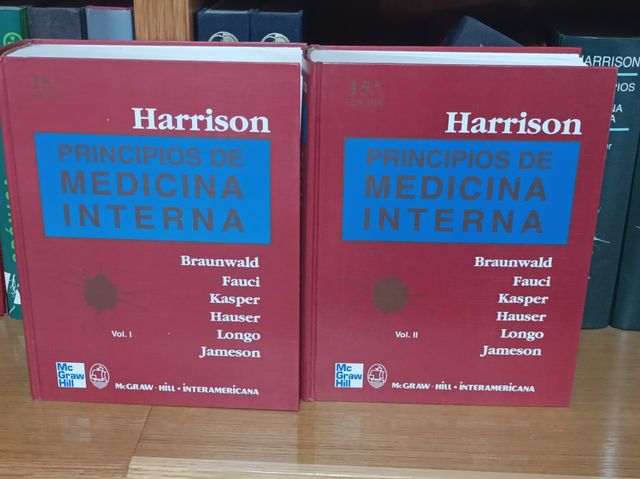 15.ª
EDICIÓN
Harrison
PRINCIPIOS DE
MEDICINA
INTERNA
Braunwald
Fauci
Kasper
Hauser
Longo
Jameson
Vol. I
Mc
Graw
Hill
McGRAW-HILL • INTERAMERICANA
15.ª
EDICIÓN
Harrison
PRINCIPIOS DE
MEDICINA
INTERNA
Braunwald
Fauci
Kasper
Hauser
Longo
Jameson
Vol. II
Mc
Graw
Hill
McGRAW-HILL • INTERAMERICANA
HARRISON